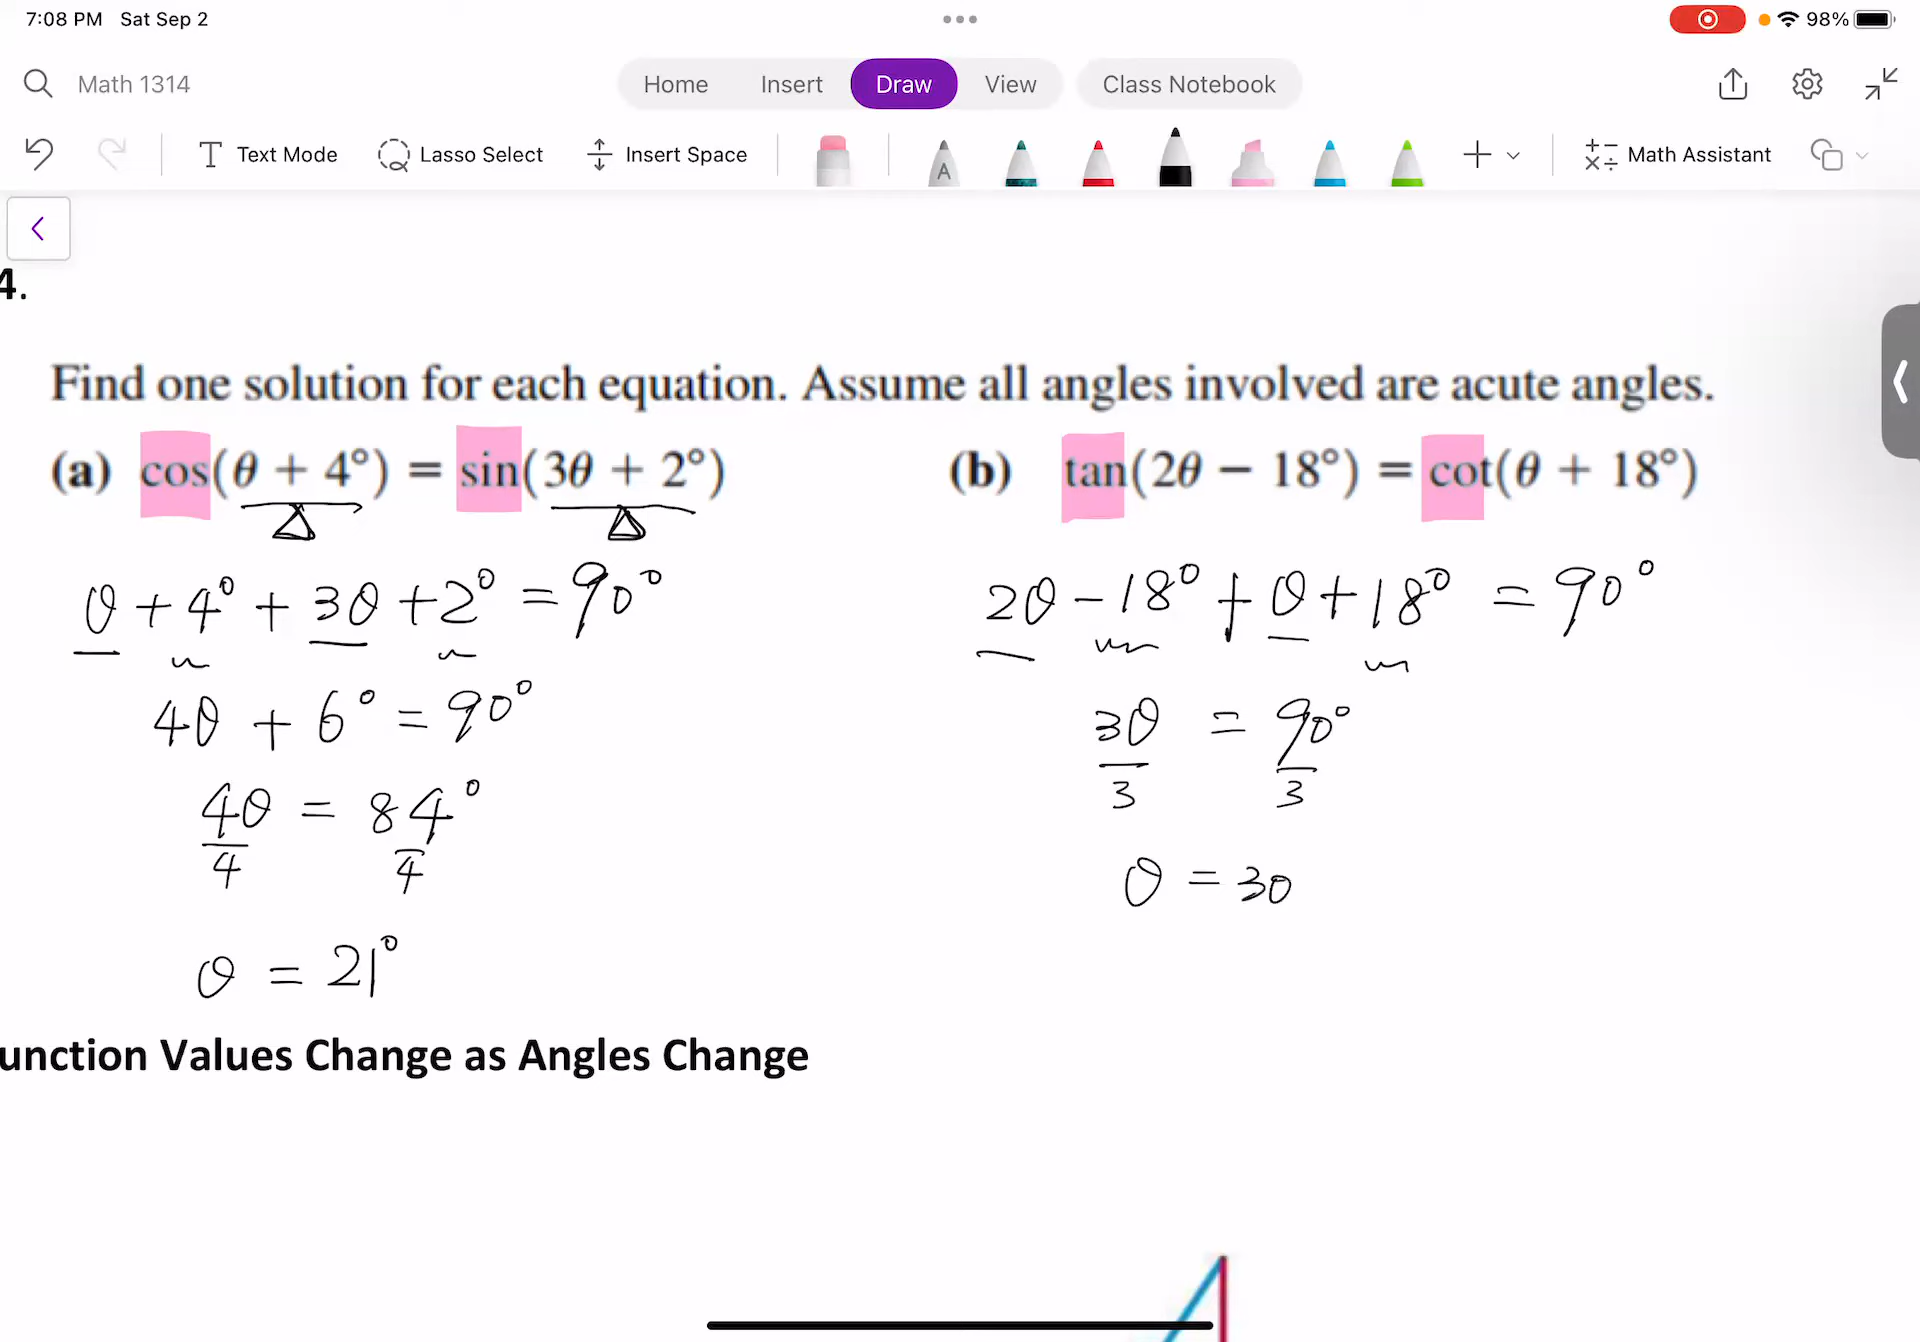 7:08 PM Sat Sep 2
98%
Math 1314
Home Insert Draw View Class Notebook
Text Mode Lasso Select Insert Space A Math Assistant
4.
Find one solution for each equation. Assume all angles involved are acute angles.
(a) cos(θ + 4°) = sin(3θ + 2°)
(b) tan(2θ − 18°) = cot(θ + 18°)
θ + 4° + 3θ + 2° = 90°
2θ − 18° + θ + 18° = 90°
4θ + 6° = 90°
3θ = 90°
3 3
4θ = 84°
4 4
θ = 30
θ = 21°
unction Values Change as Angles Change